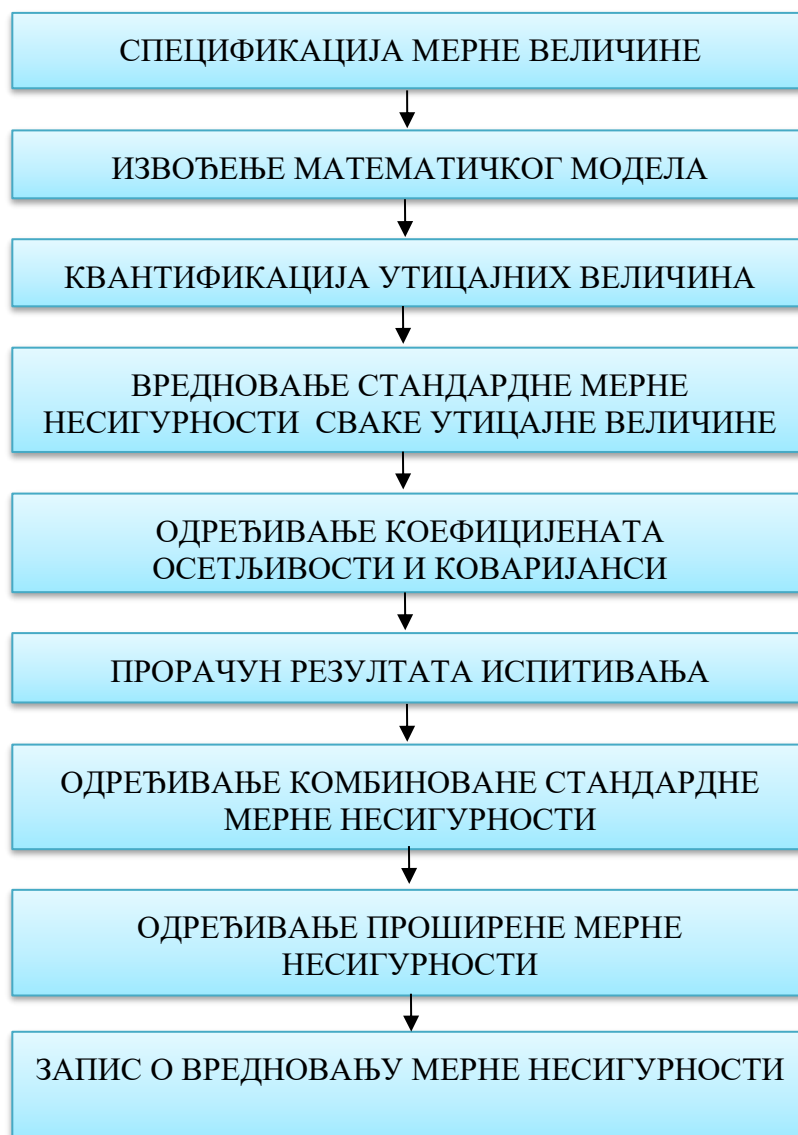 СПЕЦИФИКАЦИЈА МЕРНЕ ВЕЛИЧИНЕ
ИЗВОЂЕЊЕ МАТЕМАТИЧКОГ МОДЕЛА
КВАНТИФИКАЦИЈА УТИЦАЈНИХ ВЕЛИЧИНА
ВРЕДНОВАЊЕ СТАНДАРДНЕ МЕРНЕ
НЕСИГУРНОСТИ СВАКЕ УТИЦАЈНЕ ВЕЛИЧИНЕ
ОДРЕЂИВАЊЕ КОЕФИЦИЈЕНАТА
ОСЕТЉИВОСТИ И КОВАРИЈАНСИ
ПРОРАЧУН РЕЗУЛТАТА ИСПИТИВАЊА
ОДРЕЂИВАЊЕ КОМБИНОВАНЕ СТАНДАРДНЕ
МЕРНЕ НЕСИГУРНОСТИ
ОДРЕЂИВАЊЕ ПРОШИРЕНЕ МЕРНЕ
НЕСИГУРНОСТИ
ЗАПИС О ВРЕДНОВАЊУ МЕРНЕ НЕСИГУРНОСТИ